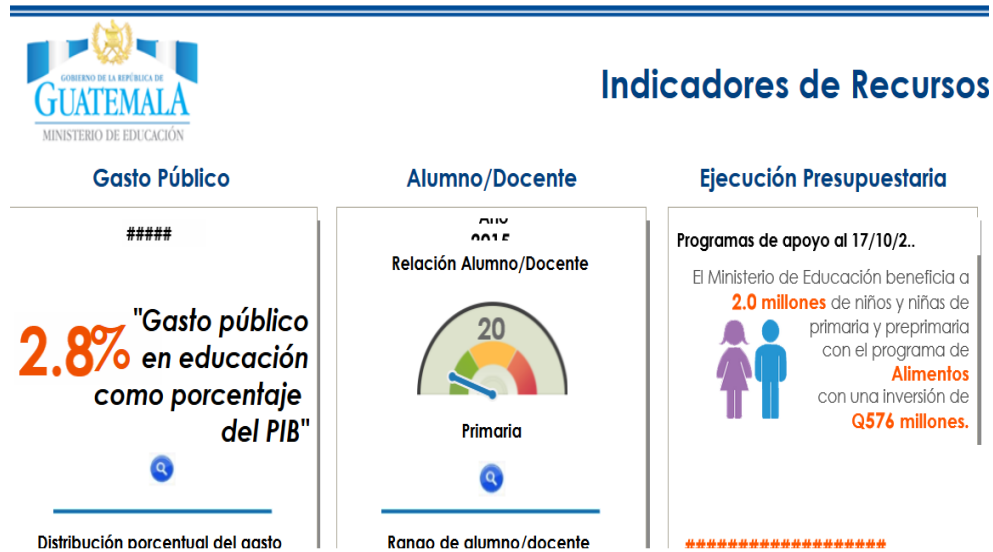 GOBIERNO DE LA REPÚBLICA DE
GUATEMALA
MINISTERIO DE EDUCACIÓN
Indicadores de Recursos
Gasto Público
#####
2.8% "Gasto público
en educación
como porcentaje
del PIB"
Distribución porcentual del gasto
Alumno/Docente
Año
2015
Relación Alumno/Docente
20
Primaria
Rango de alumno/docente
Ejecución Presupuestaria
Programas de apoyo al 17/10/2..
El Ministerio de Educación beneficia a
2.0 millones de niños y niñas de
primaria y preprimaria
con el programa de
Alimentos
con una inversión de
Q576 millones.
###################